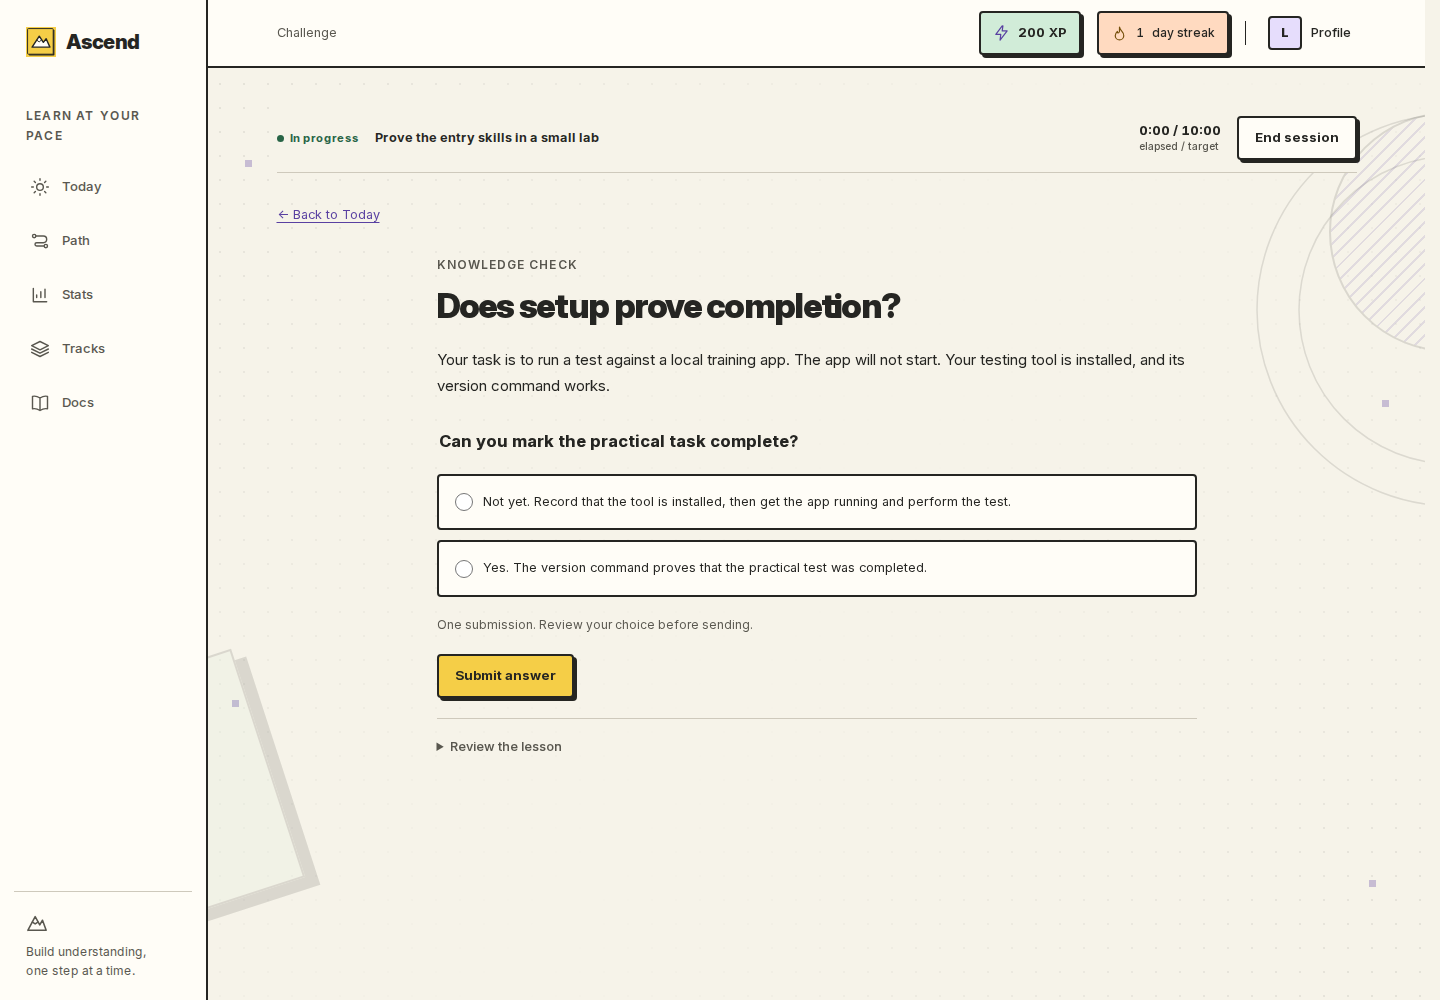 Ascend
LEARN AT YOUR
PACE
Today
Path
Stats
Tracks
Docs
Build understanding,
one step at a time.
Challenge
200 XP
1 day streak
L
Profile
In progress
Prove the entry skills in a small lab
0:00 / 10:00
elapsed / target
End session
← Back to Today
KNOWLEDGE CHECK
Does setup prove completion?
Your task is to run a test against a local training app. The app will not start. Your testing tool is installed, and its
version command works.
Can you mark the practical task complete?
Not yet. Record that the tool is installed, then get the app running and perform the test.
Yes. The version command proves that the practical test was completed.
One submission. Review your choice before sending.
Submit answer
Review the lesson